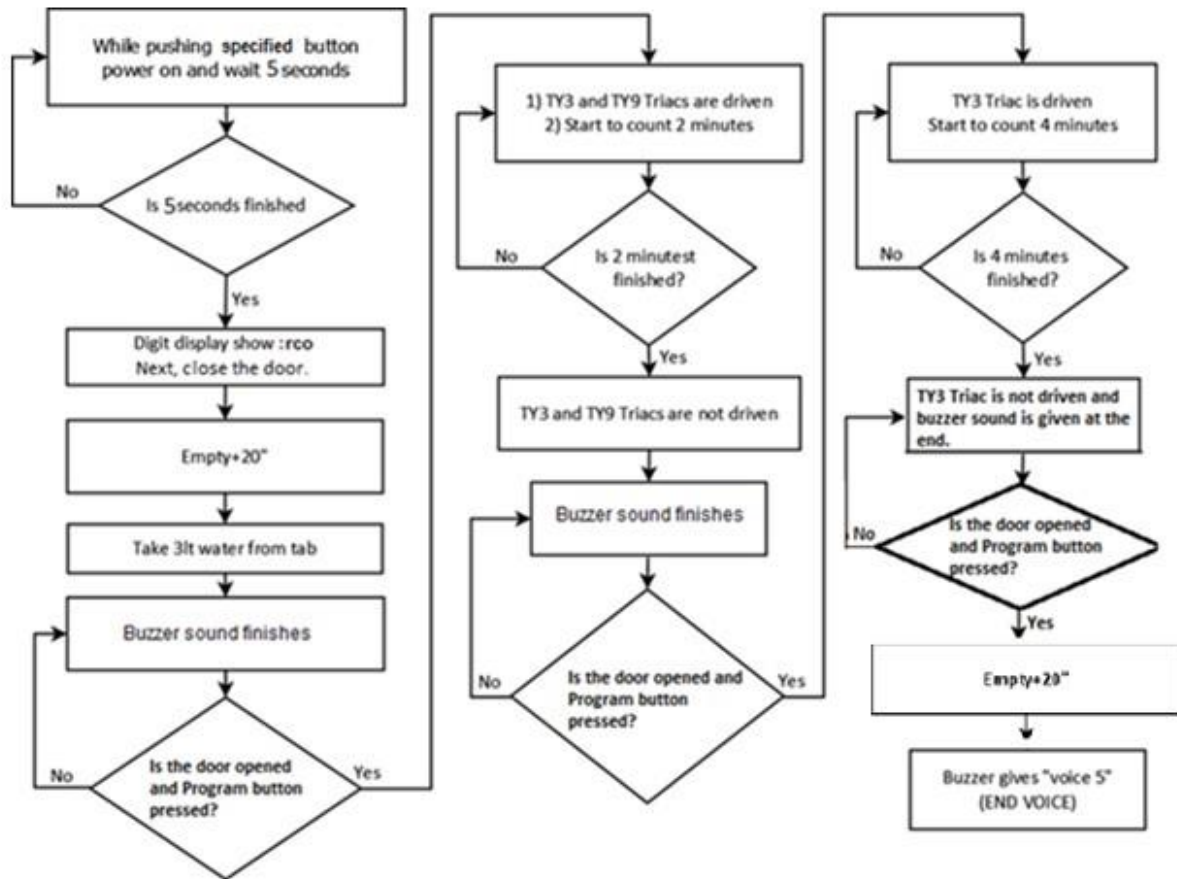 While pushing specified button
power on and wait 5 seconds
No
Is 5seconds finished
Yes
Digit display show :rco
Next, close the door.
Empty+20"
Take 3lt water from tab
Buzzer sound finishes
No
Is the door opened
and Program button
pressed?
Yes
1) TY3 and TY9 Triacs are driven
2) Start to count 2 minutes
No
Is 2 minutest
finished?
Yes
TY3 and TY9 Triacs are not driven
Buzzer sound finishes
No
Is the door opened and
Program button
pressed?
Yes
TY3 Triac is driven
Start to count 4 minutes
No
Is 4 minutes
finished?
Yes
TY3 Triac is not driven and
buzzer sound is given at the
end.
No
Is the door opened
and Program button
pressed?
Yes
Empty+20"
Buzzer gives "voice 5"
(END VOICE)